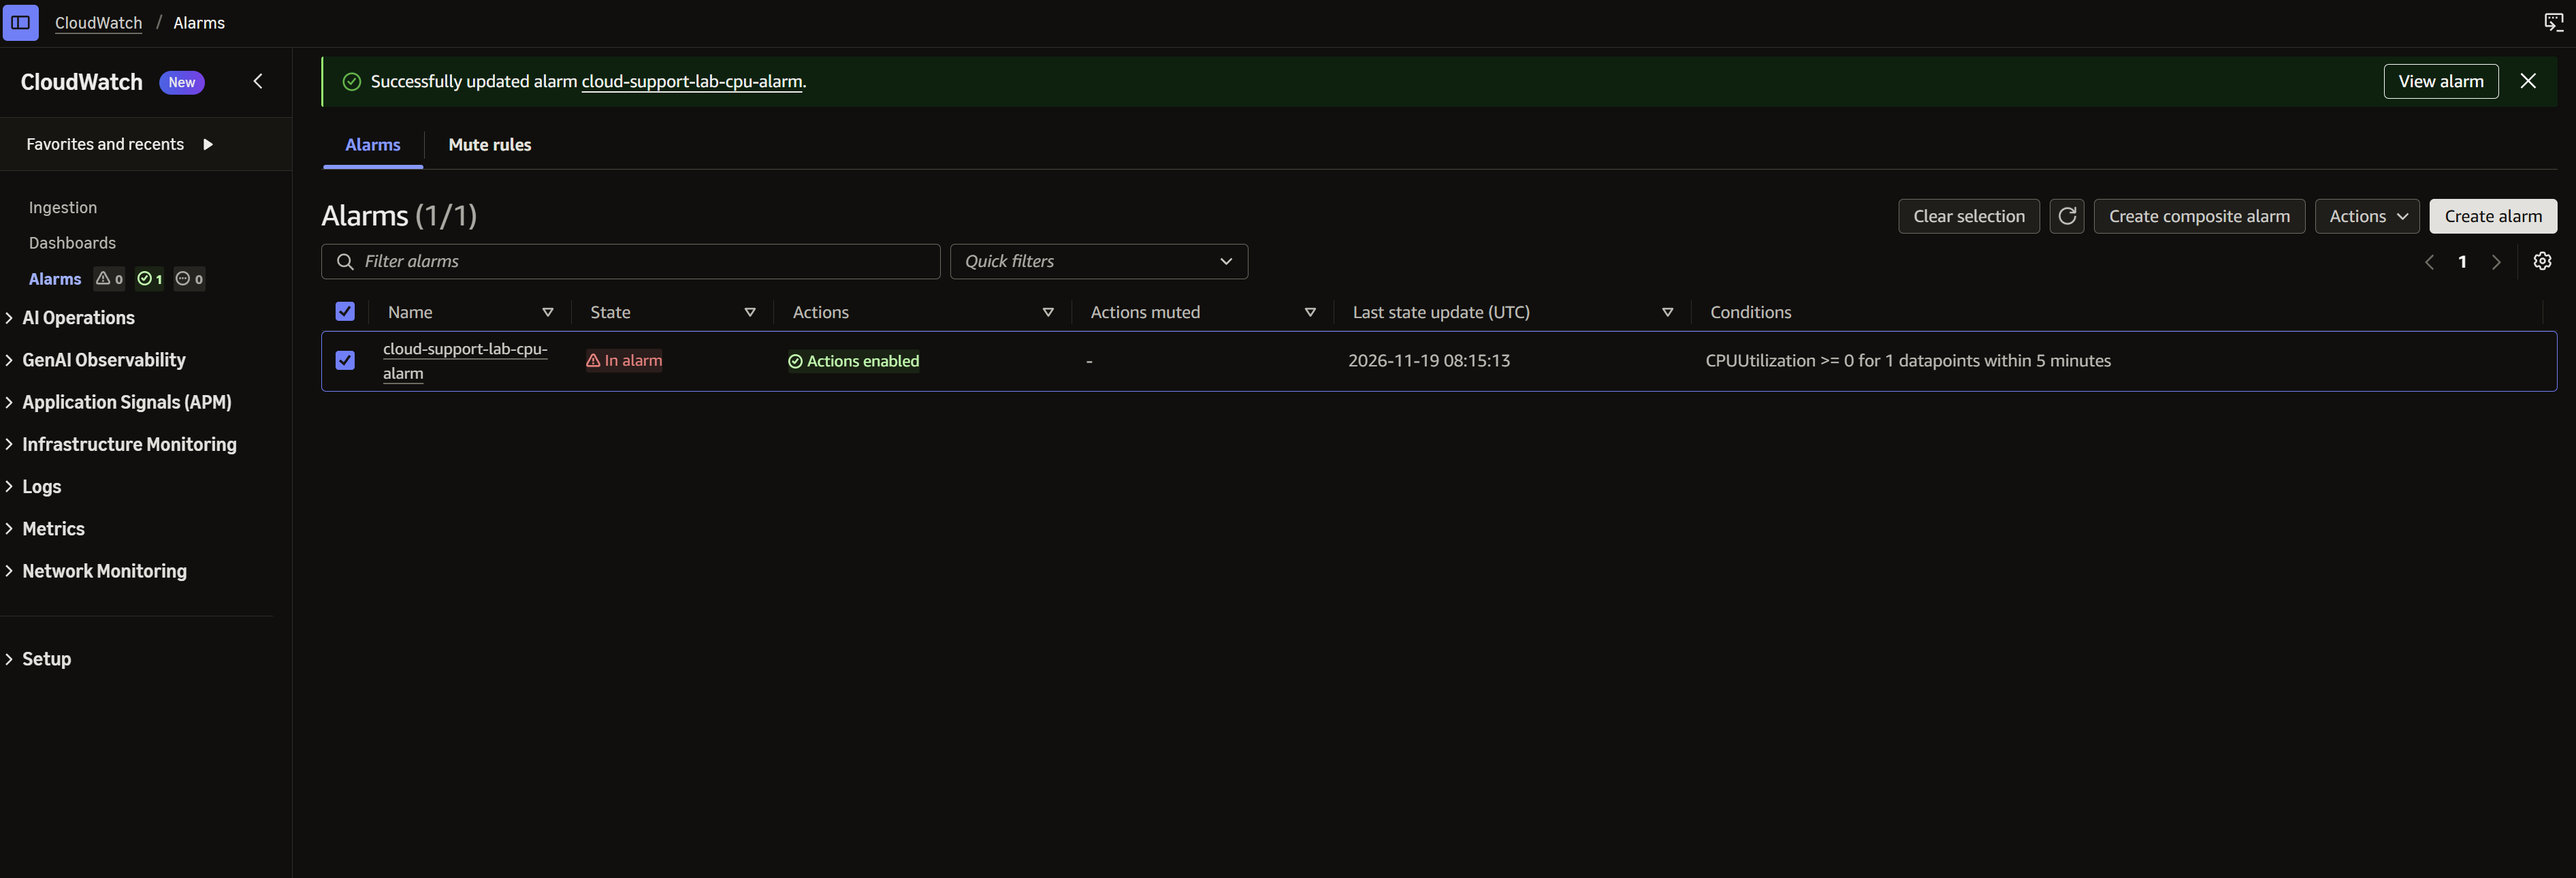 CloudWatch / Alarms
CloudWatch New
Favorites and recents
Ingestion
Dashboards
Alarms 0 1 0
AI Operations
GenAI Observability
Application Signals (APM)
Infrastructure Monitoring
Logs
Metrics
Network Monitoring
Setup
Successfully updated alarm cloud-support-lab-cpu-alarm.
View alarm
Alarms
Mute rules
Alarms (1/1)
Clear selection
Create composite alarm
Actions
Create alarm
Filter alarms
Quick filters
1
Name State Actions Actions muted Last state update (UTC) Conditions
cloud-support-lab-cpu-
alarm
In alarm
Actions enabled
-
2026-11-19 08:15:13
CPUUtilization >= 0 for 1 datapoints within 5 minutes